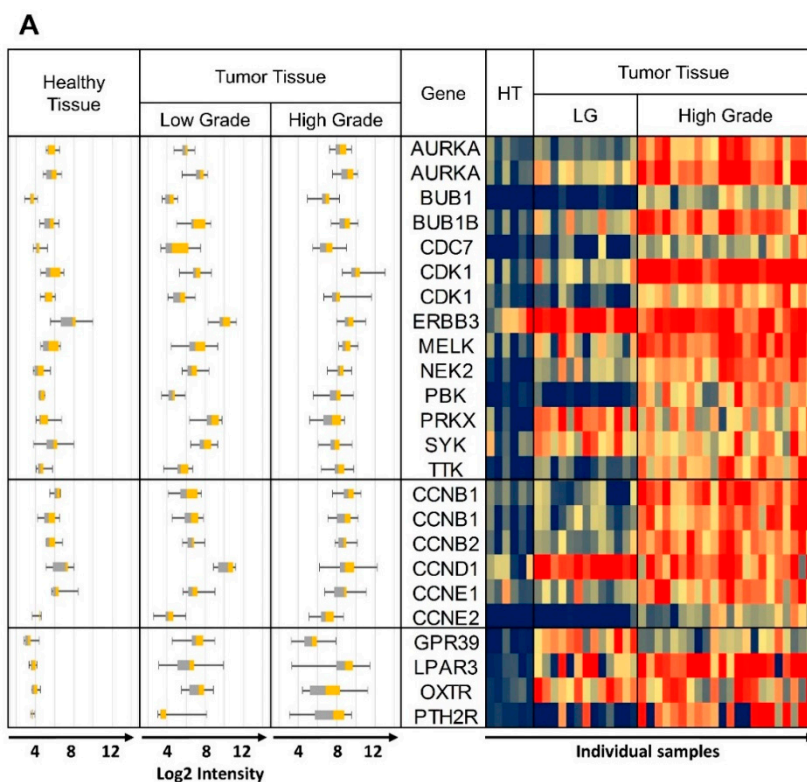 A
Healthy Tissue
Tumor Tissue
Low Grade
High Grade
Gene
HT
Tumor Tissue
LG
High Grade
AURKA
AURKA
BUB1
BUB1B
CDC7
CDK1
CDK1
ERBB3
MELK
NEK2
PBK
PRKX
SYK
TTK
CCNB1
CCNB1
CCNB2
CCND1
CCNE1
CCNE2
GPR39
LPAR3
OXTR
PTH2R
4 8 12
4 8 12
4 8 12
Log2 Intensity
Individual samples